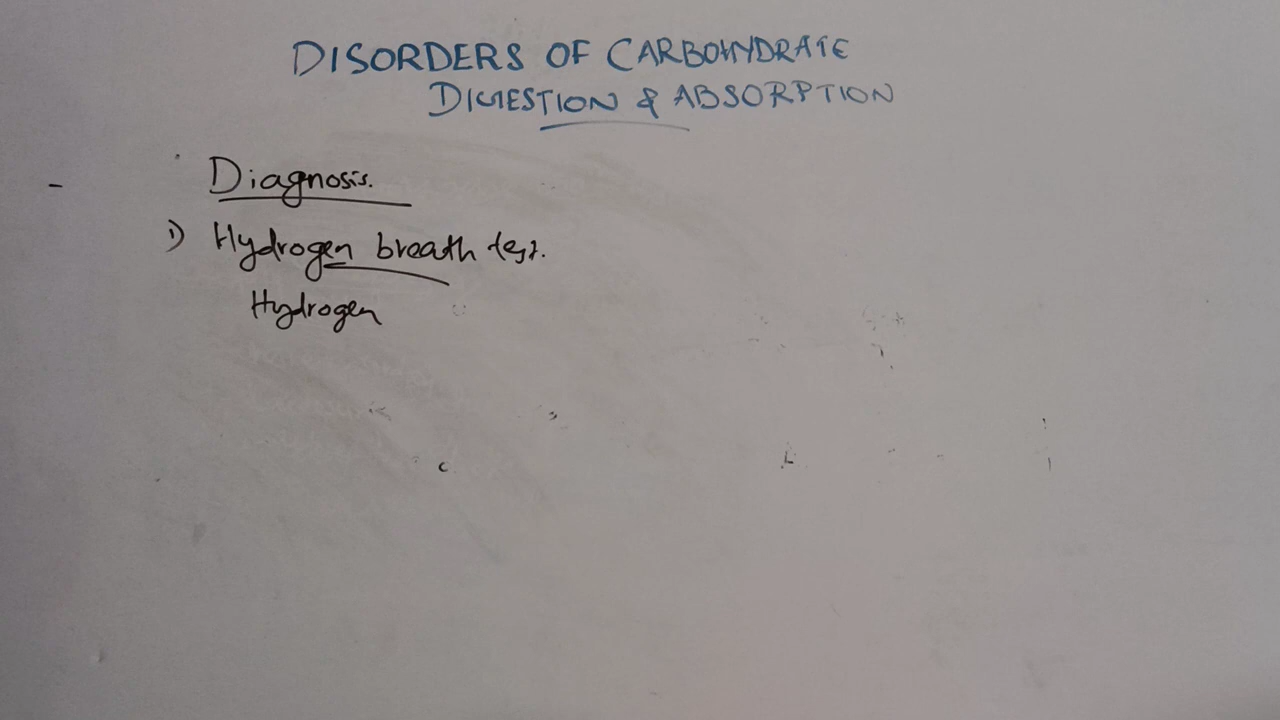 DISORDERS OF CARBOHYDRATE
DIGESTION & ABSORPTION
Diagnosis.
1) Hydrogen breath test.
Hydrogen